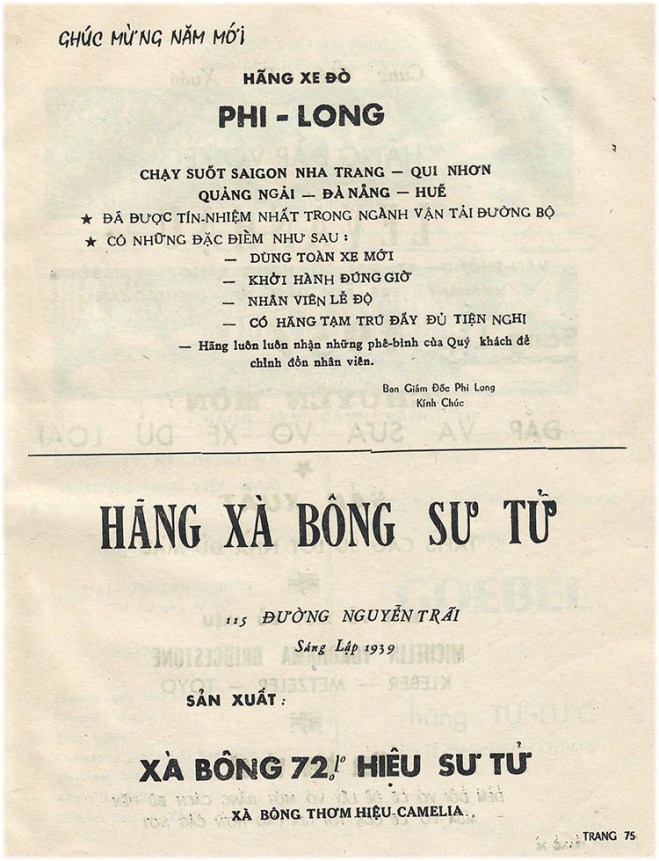 GHÚC MỪNG NĂM MỚI
HÃNG XE ĐÒ
PHI - LONG
CHẠY SUỐT SAIGON NHA TRANG — QUI NHƠN
QUẢNG NGẢI — ĐÀ NẲNG — HUẾ
★ ĐÃ ĐƯỢC TÍN-NHIỆM NHẤT TRONG NGÀNH VẬN TẢI ĐƯỜNG BỘ
★ CÓ NHỮNG ĐẶC ĐIỂM NHƯ SAU :
— DÙNG TOÀN XE MỚI
— KHỞI HÀNH ĐÚNG GIỜ
— NHÂN VIÊN LỄ ĐỘ
— CÓ HÃNG TẠM TRÚ ĐẦY ĐỦ TIỆN NGHỊ
— Hãng luôn luôn nhận những phê-bình của Quý khách để
chỉnh đốn nhân viên.
Ban Giám Đốc Phi Long
Kính Chúc
HÃNG XÀ BÔNG SƯ TỬ
115 ĐƯỜNG NGUYỄN TRÃI
Sáng Lập 1939
SẢN XUẤT :
XÀ BÔNG 72% HIỆU SƯ TỬ
XÀ BÔNG THƠM HIỆU CAMELIA
TRANG 75